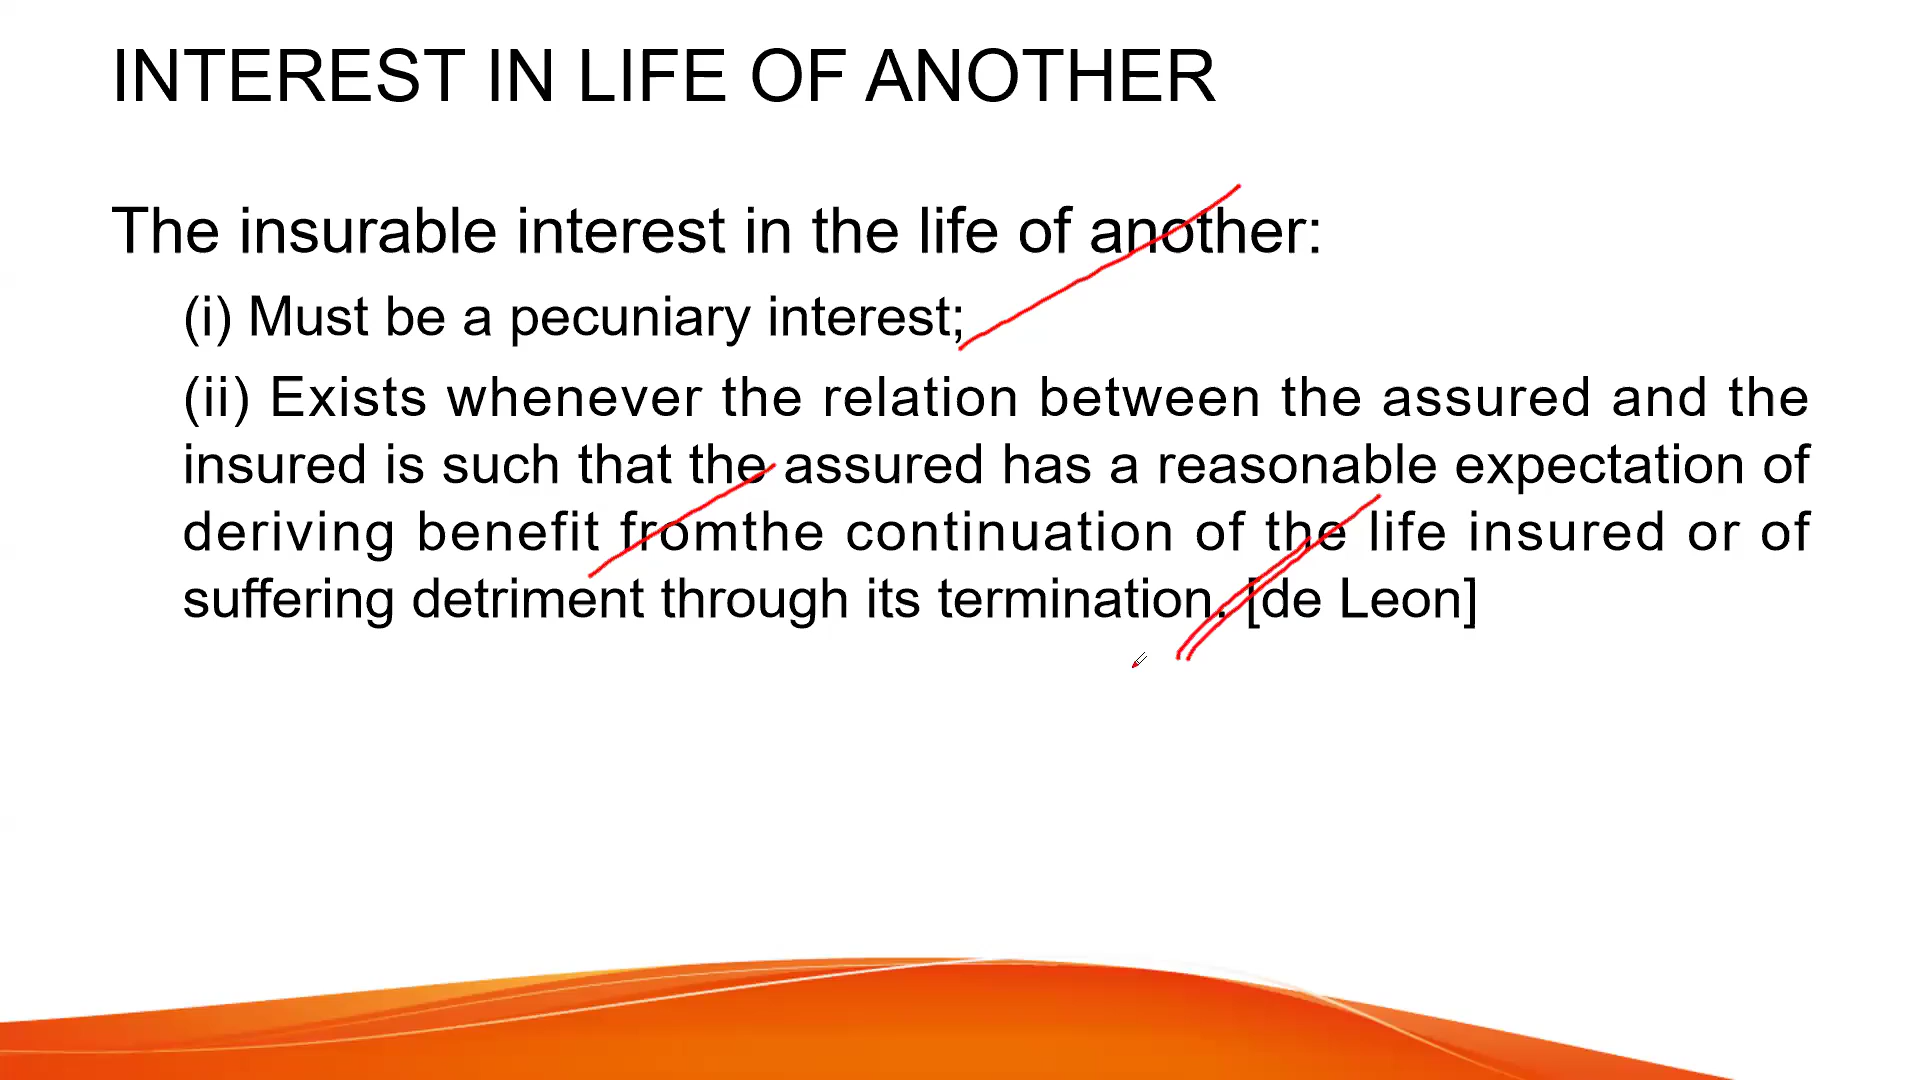 INTEREST IN LIFE OF ANOTHER
The insurable interest in the life of another:
(i) Must be a pecuniary interest;
(ii) Exists whenever the relation between the assured and the
insured is such that the assured has a reasonable expectation of
deriving benefit fromthe continuation of the life insured or of
suffering detriment through its termination. [de Leon]